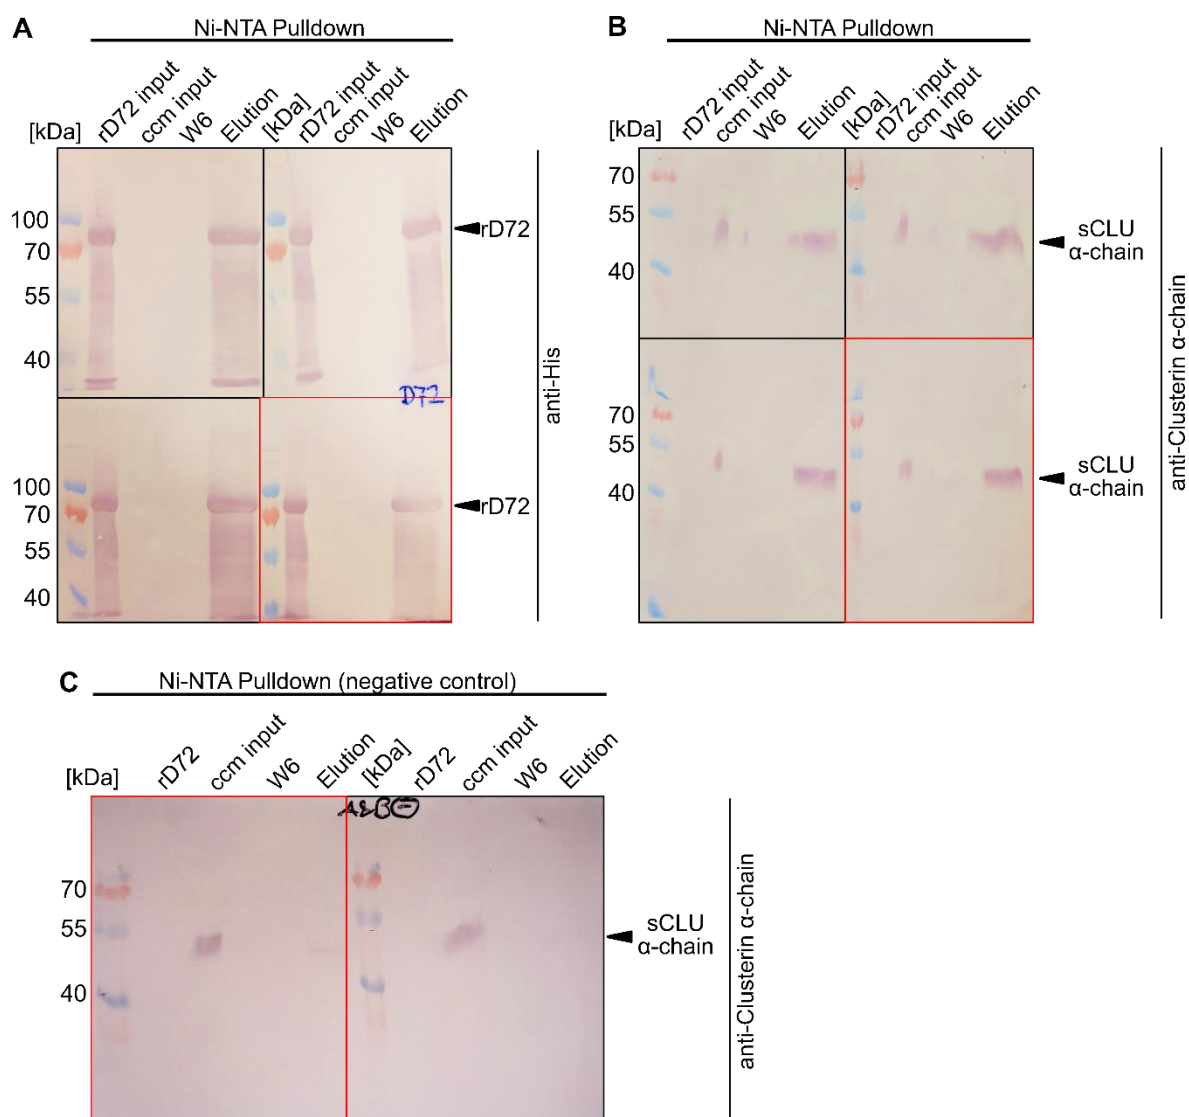 A
Ni-NTA Pulldown
[kDa] rD72 input ccm input W6 Elution [kDa] rD72 input ccm input W6 Elution
100
70
55
40
rD72
D72
100
70
55
40
rD72
anti-His
B
Ni-NTA Pulldown
[kDa] rD72 input ccm input W6 Elution [kDa] rD72 input ccm input W6 Elution
70
55
40
sCLU
α-chain
70
55
40
sCLU
α-chain
anti-Clusterin α-chain
C
Ni-NTA Pulldown (negative control)
[kDa] rD72 ccm input W6 Elution [kDa] rD72 ccm input W6 Elution
70
55
40
sCLU
α-chain
anti-Clusterin α-chain